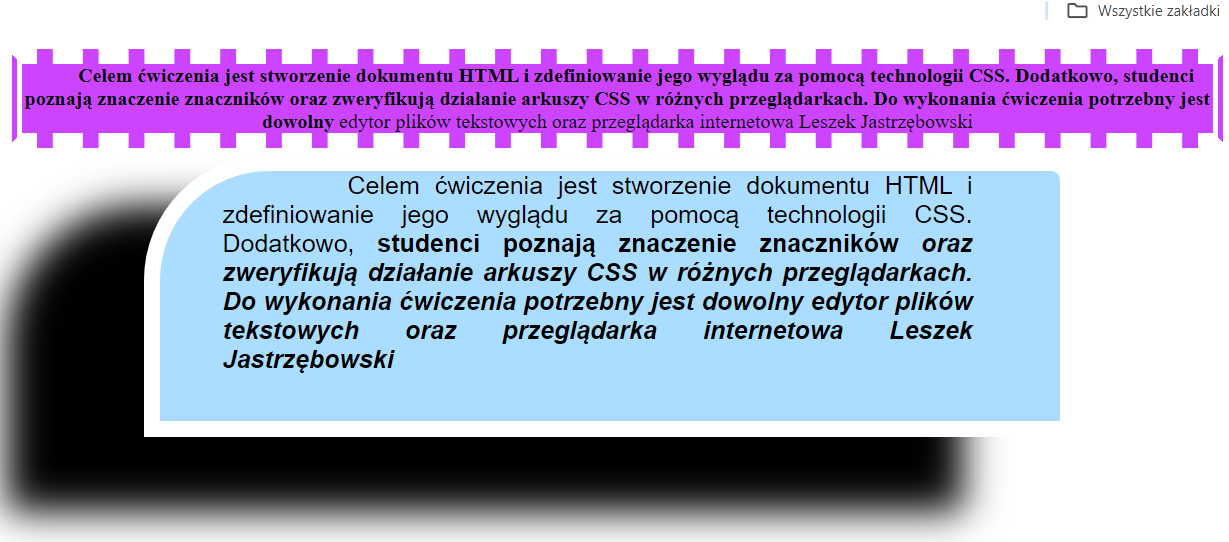 Wszystkie zakładki
Celem ćwiczenia jest stworzenie dokumentu HTML i zdefiniowanie jego wyglądu za pomocą technologii CSS. Dodatkowo, studenci
poznają znaczenie znaczników oraz zweryfikują działanie arkuszy CSS w różnych przeglądarkach. Do wykonania ćwiczenia potrzebny jest
dowolny edytor plików tekstowych oraz przeglądarka internetowa Leszek Jastrzębowski
Celem ćwiczenia jest stworzenie dokumentu HTML i
zdefiniowanie jego wyglądu za pomocą technologii CSS.
Dodatkowo, studenci poznają znaczenie znaczników oraz
zweryfikują działanie arkuszy CSS w różnych przeglądarkach.
Do wykonania ćwiczenia potrzebny jest dowolny edytor plików
tekstowych oraz przeglądarka internetowa Leszek
Jastrzębowski